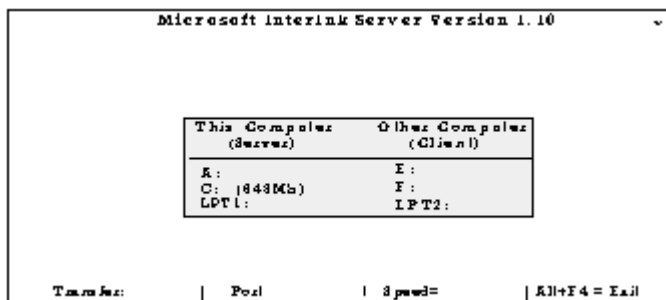 Microsoft Interlnk Server Version 1.10
This Computer Other Computer
(Server) (Client)
A: E:
C: (643Mb) F:
LPT1: LPT2:
Transfer: | Port | Speed= | Alt+F4 = Exit